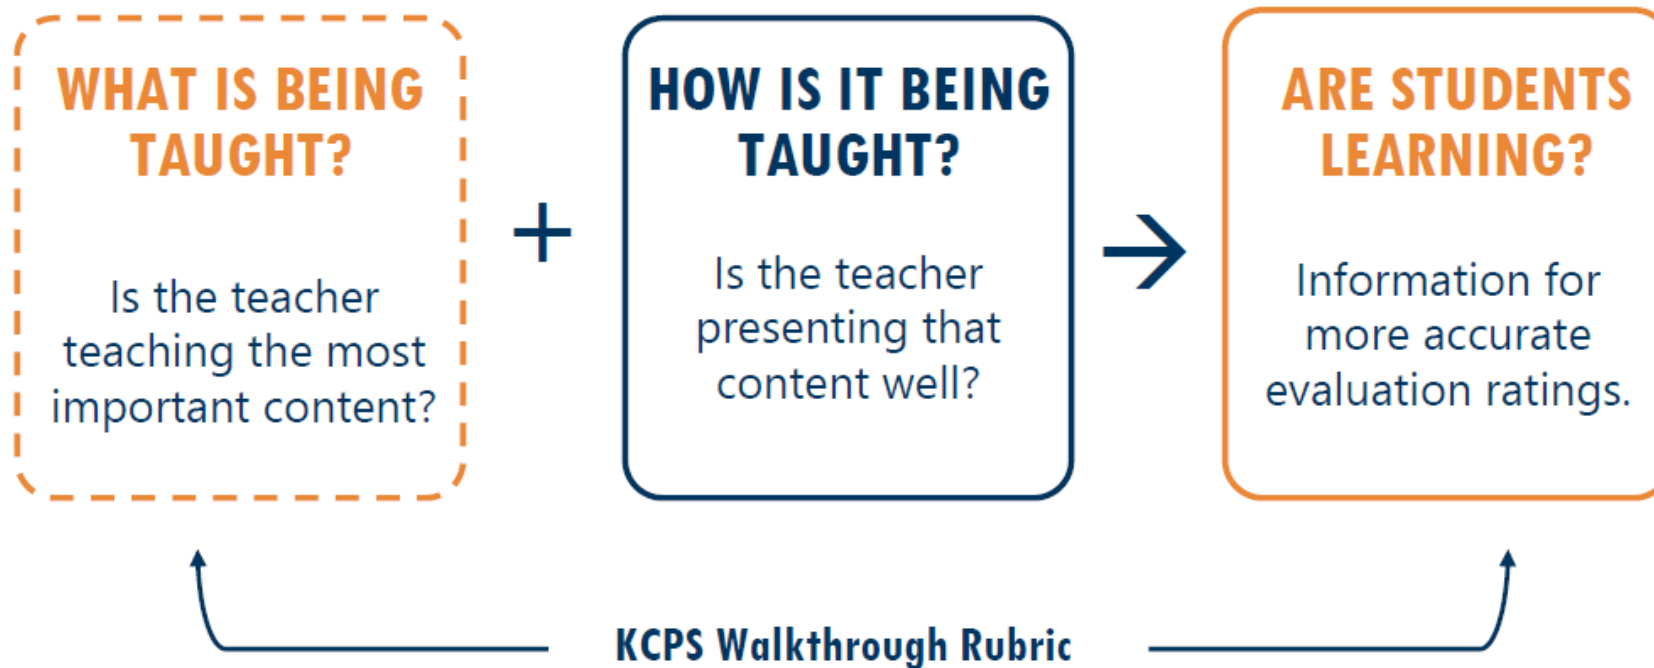 WHAT IS BEING
TAUGHT?
Is the teacher
teaching the most
important content?
+
HOW IS IT BEING
TAUGHT?
Is the teacher
presenting that
content well?
ARE STUDENTS
LEARNING?
Information for
more accurate
evaluation ratings.
KCPS Walkthrough Rubric